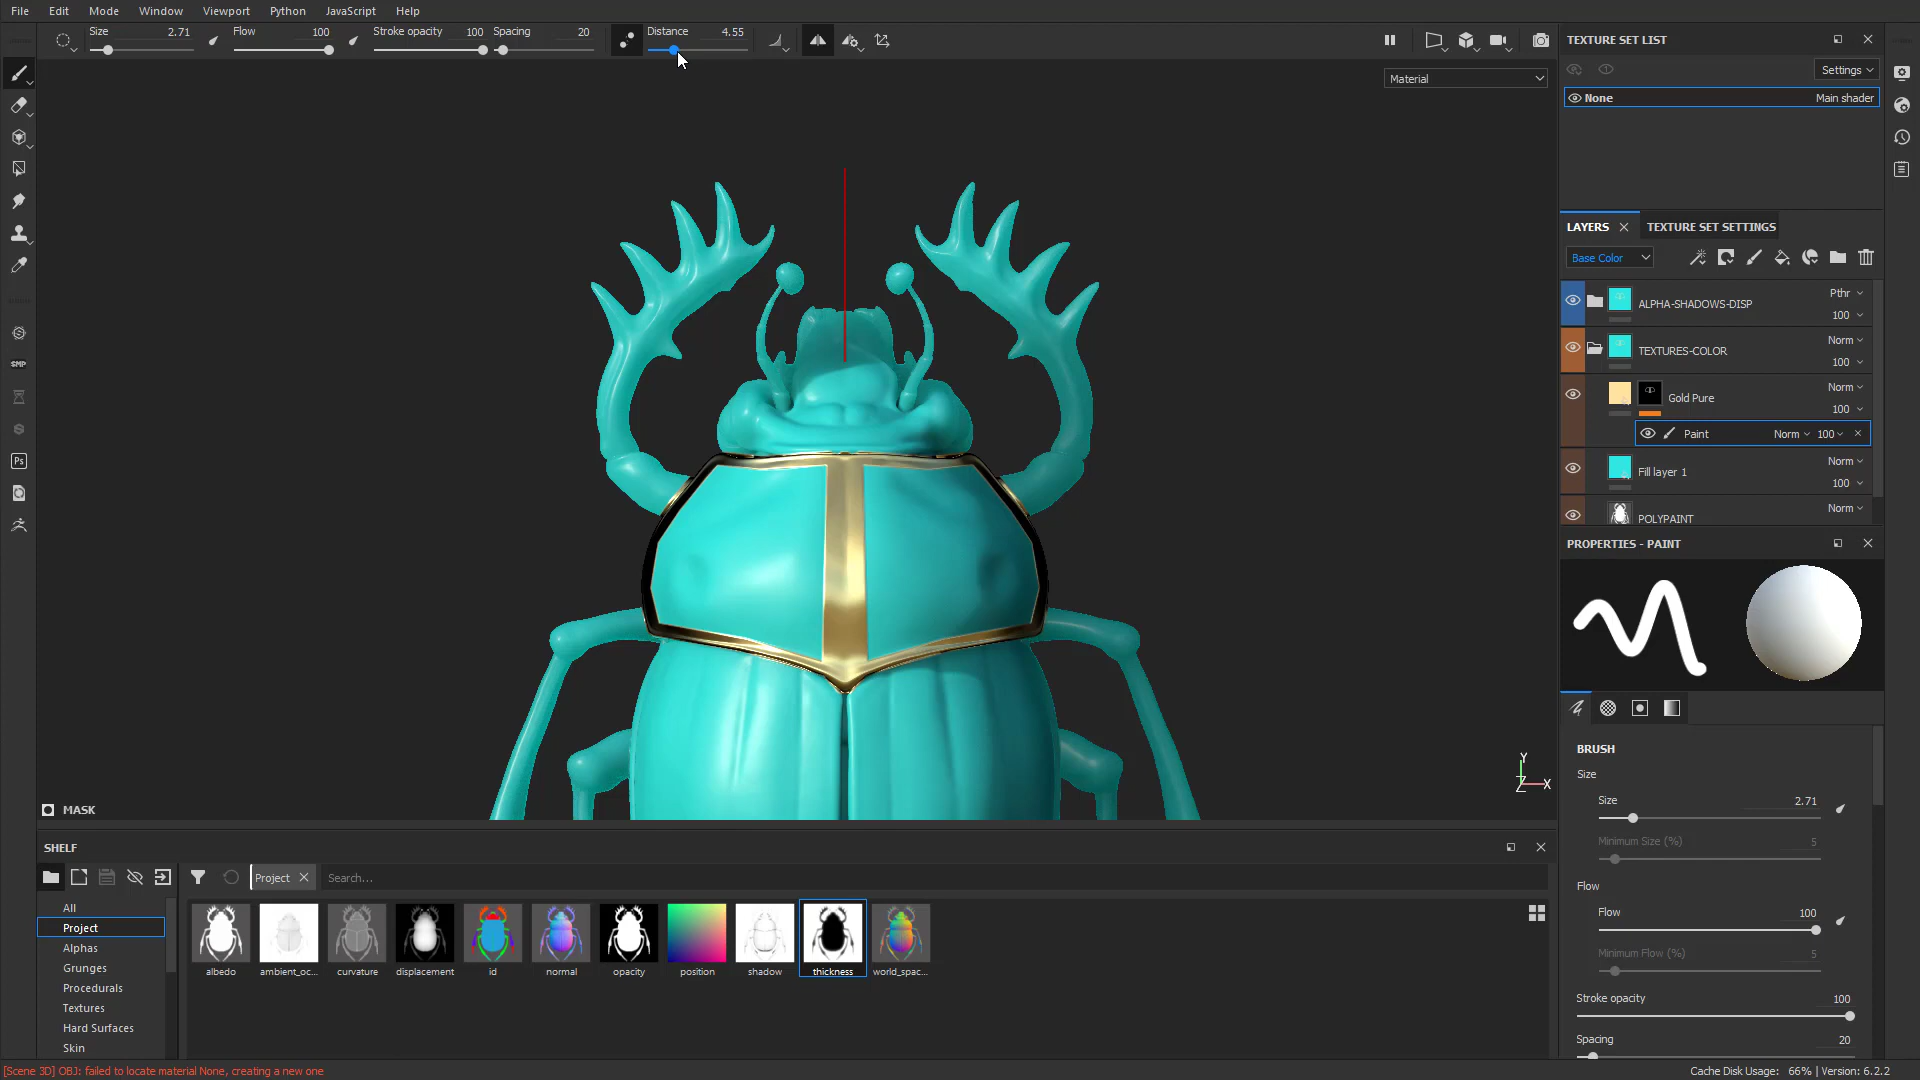 File Edit Mode Window Viewport Python JavaScript Help
Size 2.71 Flow 100 Stroke opacity 100 Spacing 20 Distance 4.55
Material
TEXTURE SET LIST
Settings
None Main shader
LAYERS TEXTURE SET SETTINGS
Base Color
ALPHA-SHADOWS-DISP Pthr 100
TEXTURES-COLOR Norm 100
Gold Pure Norm 100
Paint Norm 100
Fill layer 1 Norm 100
POLYPAINT Norm
PROPERTIES - PAINT
BRUSH
Size
Size 2.71
Minimum Size (%) 5
Flow
Flow 100
Minimum Flow (%) 5
Stroke opacity 100
Spacing 20
Y
Z X
MASK
SHELF
Project Search...
All
Project
Alphas
Grunges
Procedurals
Textures
Hard Surfaces
Skin
albedo ambient_oc... curvature displacement id normal opacity position shadow thickness world_spac...
SMP
Ps
[Scene 3D] OBJ: failed to locate material None, creating a new one
Cache Disk Usage: 66% | Version: 6.2.2